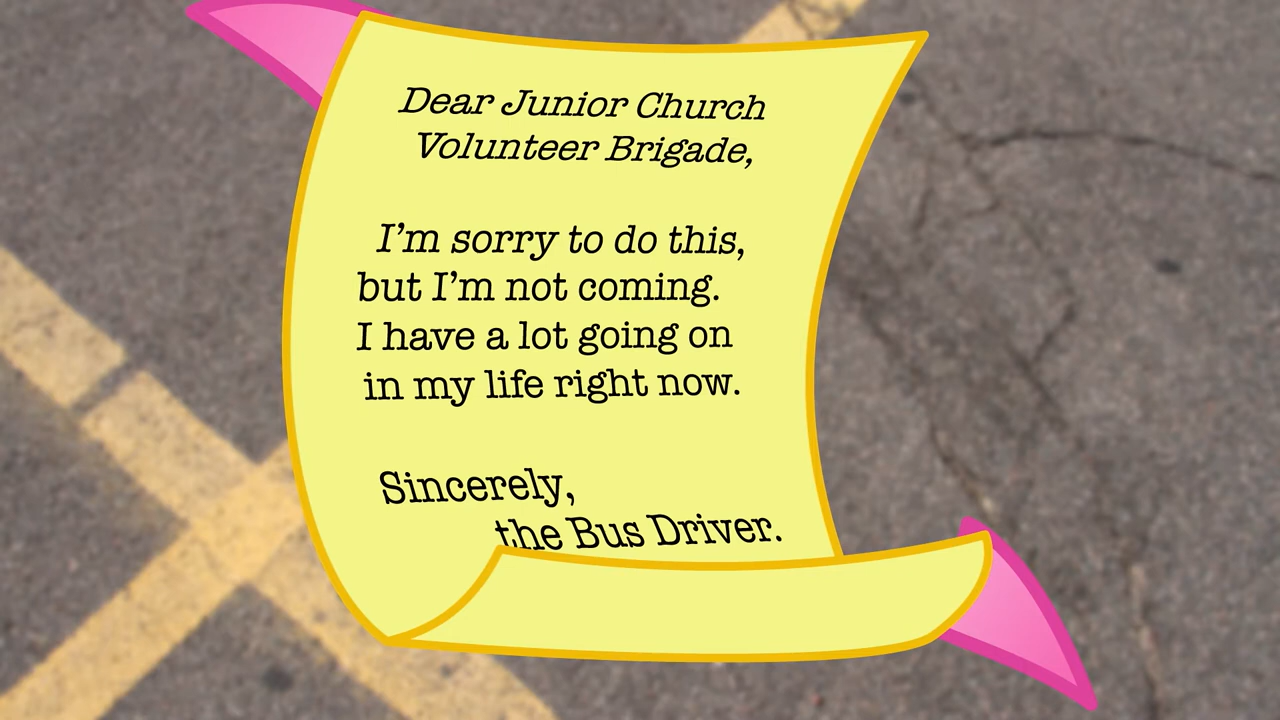 Dear Junior Church
Volunteer Brigade,
I'm sorry to do this,
but I'm not coming.
I have a lot going on
in my life right now.
Sincerely,
the Bus Driver.